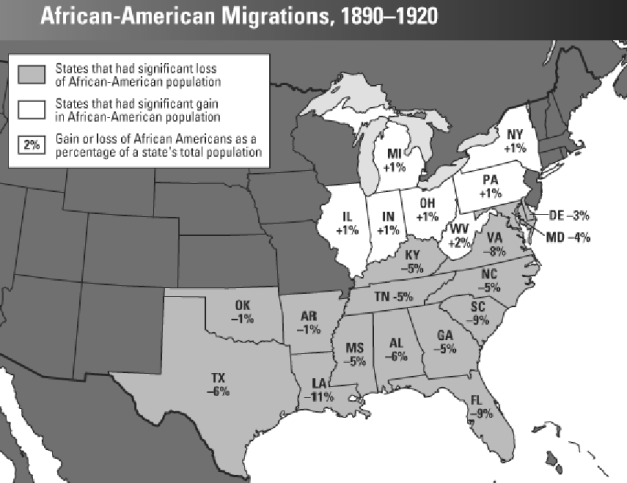 African-American Migrations, 1890–1920
States that had significant loss
of African-American population
States that had significant gain
in African-American population
2%
Gain or loss of African Americans as a
percentage of a state's total population
NY
+1%
MI
+1%
PA
+1%
OH
+1%
IL
+1%
IN
+1%
WV
+2%
DE –3%
MD –4%
VA
–8%
KY
–5%
NC
–5%
TN -5%
OK
–1%
AR
–1%
SC
–9%
MS
–5%
AL
–6%
GA
–5%
TX
–6%
LA
–11%
FL
–9%